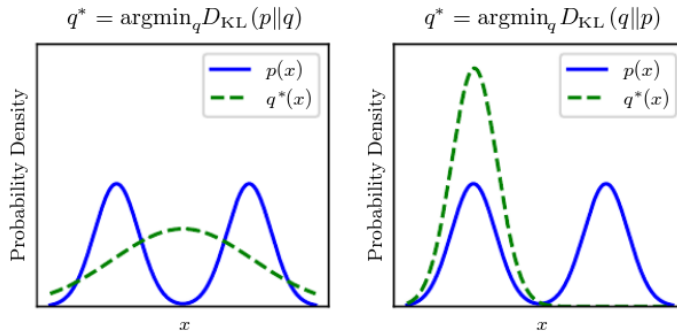 q* = argmin_q D_KL (p‖q)
p(x)
q*(x)
Probability Density
x
q* = argmin_q D_KL (q‖p)
p(x)
q*(x)
Probability Density
x